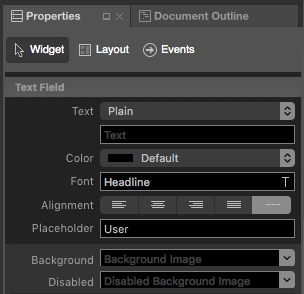 Properties
Document Outline
Widget
Layout
Events
Text Field
Text
Plain
Text
Color
Default
Font
Headline
T
Alignment
Placeholder
User
Background
Background Image
Disabled
Disabled Background Image